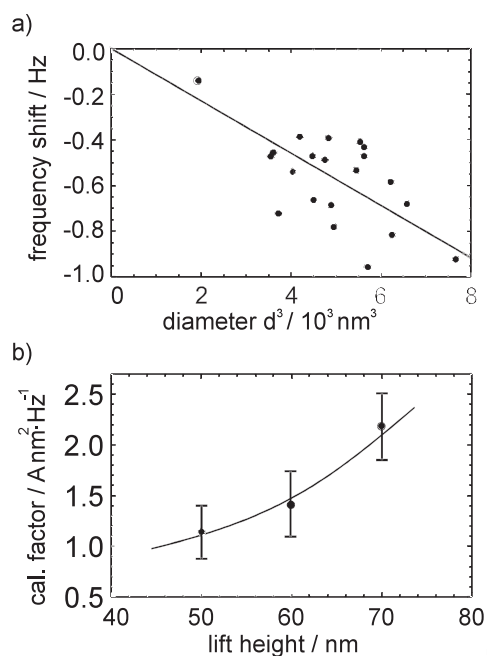 a)
0.0
-0.2
-0.4
-0.6
-0.8
-1.0
frequency shift / Hz
0 2 4 6 8
diameter d³ / 10³ nm³
b)
2.5
2.0
1.5
1.0
0.5
cal. factor / A nm²·Hz⁻¹
40 50 60 70 80
lift height / nm